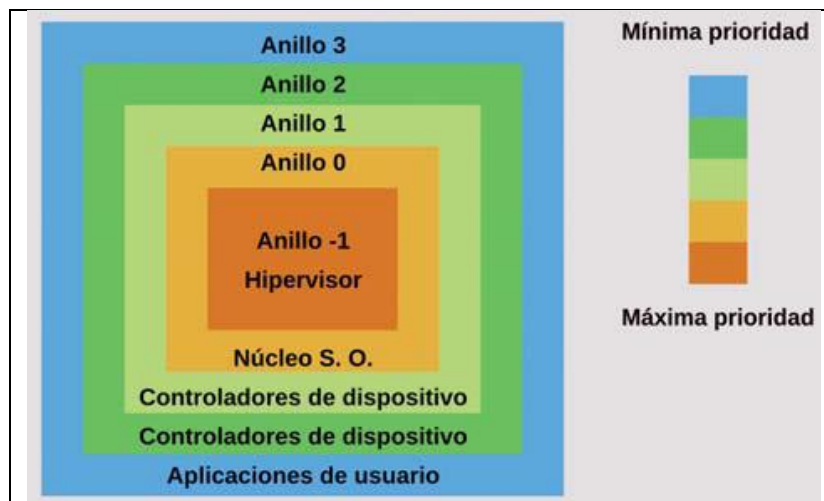 Anillo 3
Anillo 2
Anillo 1
Anillo 0
Anillo -1
Hipervisor
Núcleo S. O.
Controladores de dispositivo
Controladores de dispositivo
Aplicaciones de usuario
Mínima prioridad
Máxima prioridad